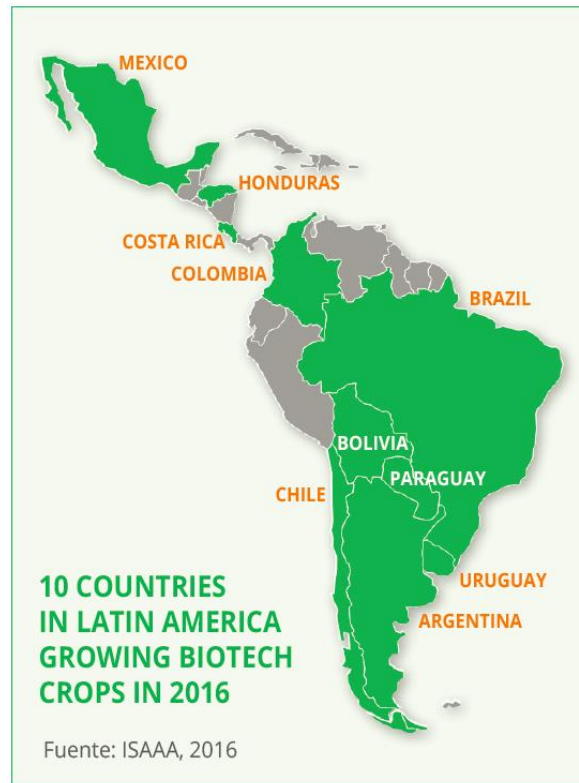 MEXICO
HONDURAS
COSTA RICA
COLOMBIA
BRAZIL
BOLIVIA
PARAGUAY
CHILE
URUGUAY
ARGENTINA
10 COUNTRIES
IN LATIN AMERICA
GROWING BIOTECH
CROPS IN 2016
Fuente: ISAAA, 2016